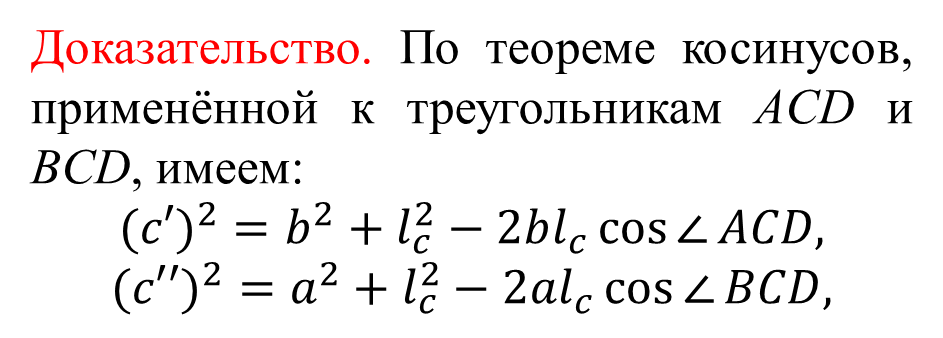 Доказательство. По теореме косинусов,
применённой к треугольникам ACD и
BCD, имеем:
(c′)² = b² + l_c² − 2bl_c cos ∠ ACD,
(c′′)² = a² + l_c² − 2al_c cos ∠ BCD,